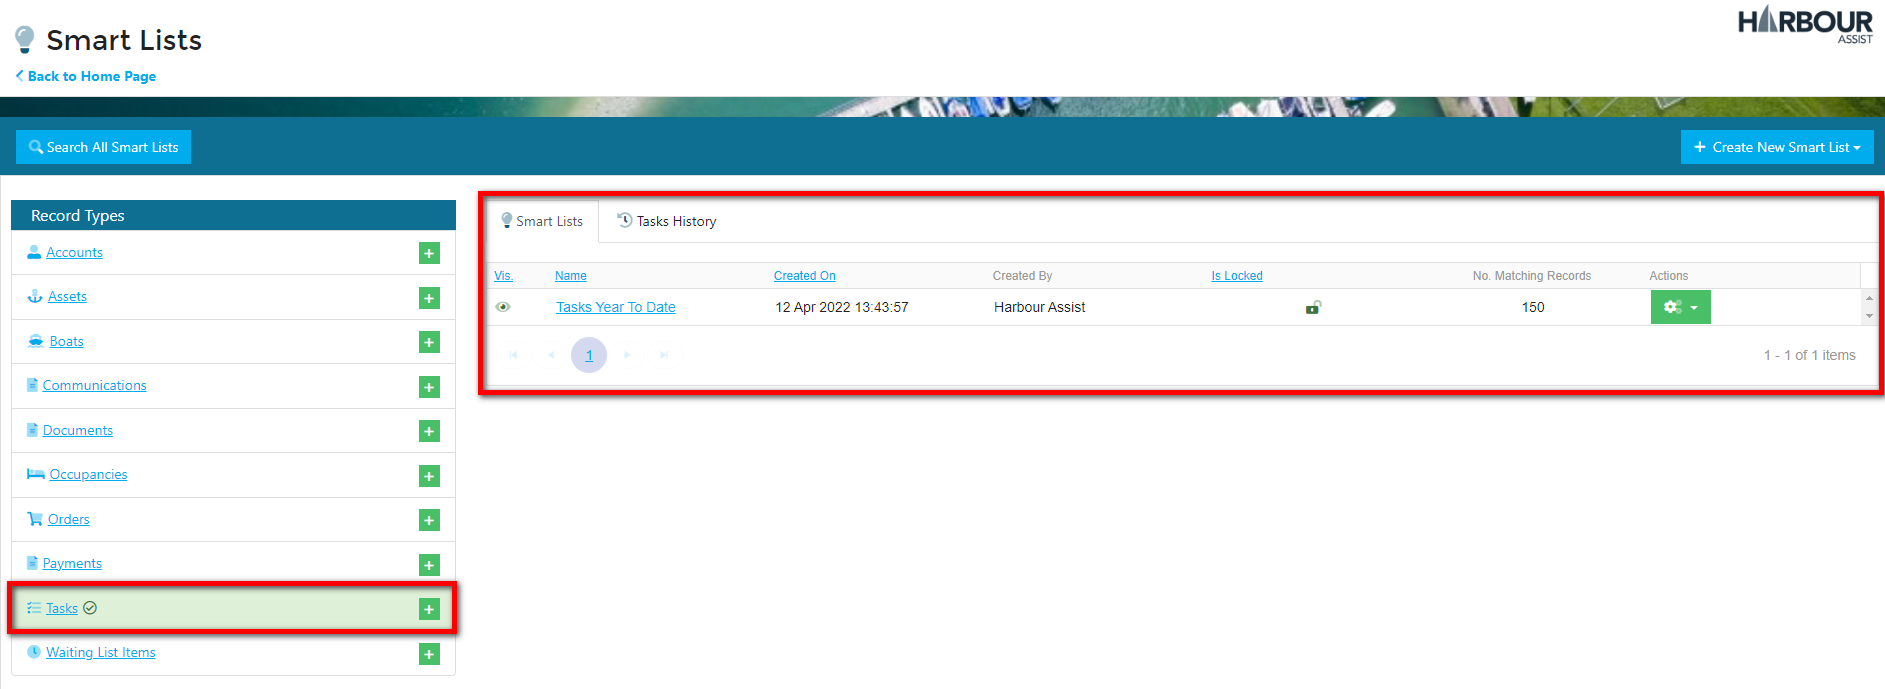 Smart Lists
HARBOUR
ASSIST
Back to Home Page
Search All Smart Lists
+ Create New Smart List
Record Types
Accounts
Assets
Boats
Communications
Documents
Occupancies
Orders
Payments
Tasks
Waiting List Items
Smart Lists Tasks History
Vis. Name Created On Created By Is Locked No. Matching Records Actions
Tasks Year To Date 12 Apr 2022 13:43:57 Harbour Assist 150
1 1 - 1 of 1 items